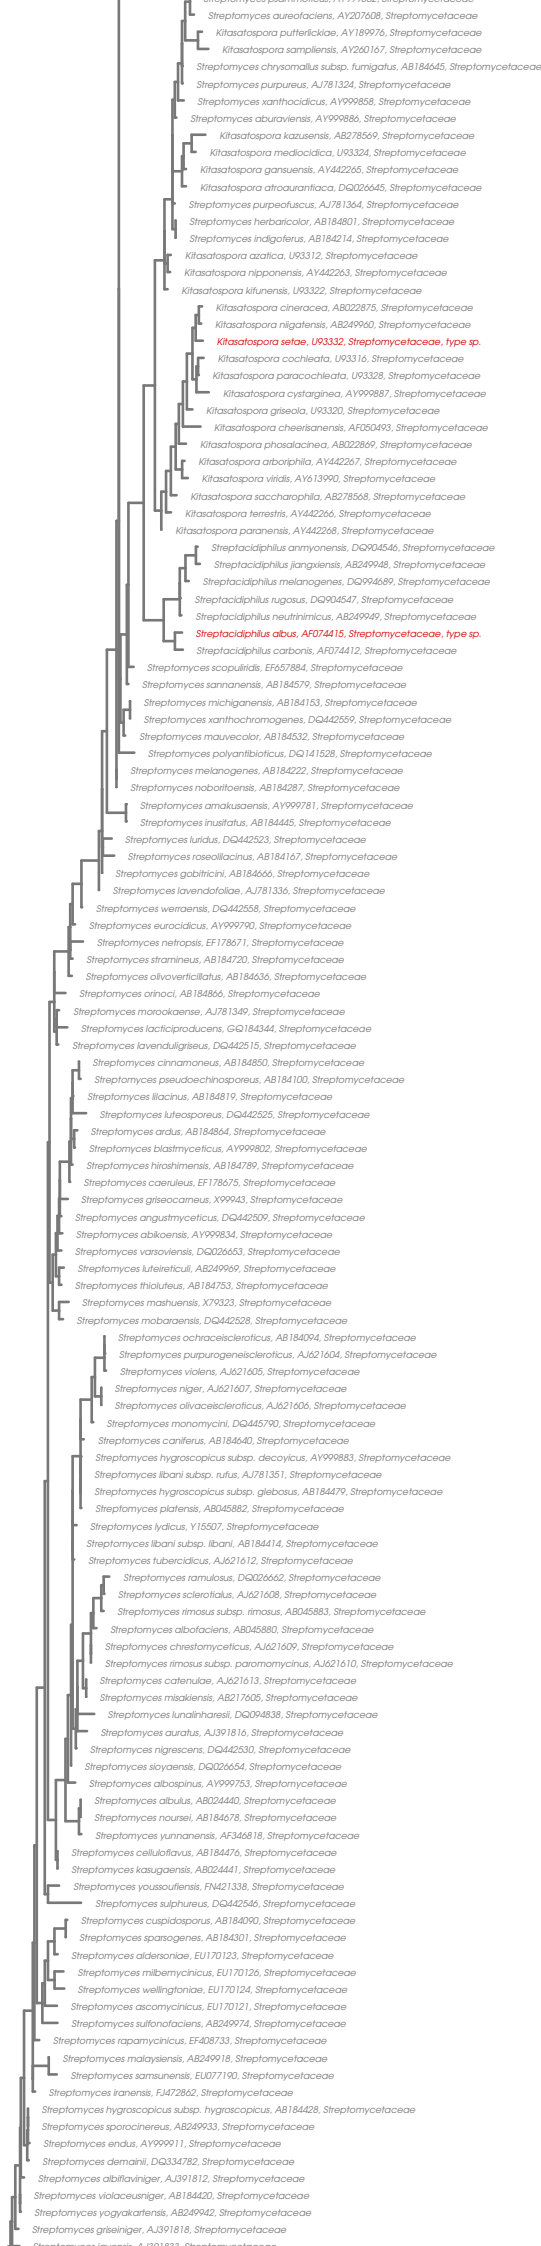 Streptomyces aureofaciens, AY207608, Streptomycetaceae
Kitasatospora putterlickiae, AY189976, Streptomycetaceae
Kitasatospora sampliensis, AY260167, Streptomycetaceae
Streptomyces chrysomallus subsp. fumigatus, AB184645, Streptomycetaceae
Streptomyces purpureus, AJ781324, Streptomycetaceae
Streptomyces xanthocidicus, AY999858, Streptomycetaceae
Streptomyces aburaviensis, AY999886, Streptomycetaceae
Kitasatospora kazusensis, AB278569, Streptomycetaceae
Kitasatospora mediocidica, U93324, Streptomycetaceae
Kitasatospora gansuensis, AY442265, Streptomycetaceae
Kitasatospora atroaurantiaca, DQ026645, Streptomycetaceae
Streptomyces purpeofuscus, AJ781364, Streptomycetaceae
Streptomyces herbaricolor, AB184801, Streptomycetaceae
Streptomyces indigoferus, AB184214, Streptomycetaceae
Kitasatospora azatica, U93312, Streptomycetaceae
Kitasatospora nipponensis, AY442263, Streptomycetaceae
Kitasatospora kifunensis, U93322, Streptomycetaceae
Kitasatospora cineracea, AB022875, Streptomycetaceae
Kitasatospora niigatensis, AB249960, Streptomycetaceae
Kitasatospora setae, U93332, Streptomycetaceae, type sp.
Kitasatospora cochleata, U93316, Streptomycetaceae
Kitasatospora paracochleata, U93328, Streptomycetaceae
Kitasatospora cystarginea, AY999887, Streptomycetaceae
Kitasatospora griseola, U93320, Streptomycetaceae
Kitasatospora cheerisanensis, AF050493, Streptomycetaceae
Kitasatospora phosalacinea, AB022869, Streptomycetaceae
Kitasatospora arboriphila, AY442267, Streptomycetaceae
Kitasatospora viridis, AY613990, Streptomycetaceae
Kitasatospora saccharophila, AB278568, Streptomycetaceae
Kitasatospora terrestris, AY442266, Streptomycetaceae
Kitasatospora paranensis, AY442268, Streptomycetaceae
Streptacidiphilus anmyonensis, DQ904546, Streptomycetaceae
Streptacidiphilus jiangxiensis, AB249948, Streptomycetaceae
Streptacidiphilus melanogenes, DQ994689, Streptomycetaceae
Streptacidiphilus rugosus, DQ904547, Streptomycetaceae
Streptacidiphilus neutrinimicus, AB249949, Streptomycetaceae
Streptacidiphilus albus, AF074415, Streptomycetaceae, type sp.
Streptacidiphilus carbonis, AF074412, Streptomycetaceae
Streptomyces scopuliridis, EF657884, Streptomycetaceae
Streptomyces sannanensis, AB184579, Streptomycetaceae
Streptomyces michiganensis, AB184153, Streptomycetaceae
Streptomyces xanthochromogenes, DQ442559, Streptomycetaceae
Streptomyces mauvecolor, AB184532, Streptomycetaceae
Streptomyces polyantibioticus, DQ141528, Streptomycetaceae
Streptomyces melanogenes, AB184222, Streptomycetaceae
Streptomyces noboritoensis, AB184287, Streptomycetaceae
Streptomyces amakusaensis, AY999781, Streptomycetaceae
Streptomyces inusitatus, AB184445, Streptomycetaceae
Streptomyces luridus, DQ442523, Streptomycetaceae
Streptomyces roseolilacinus, AB184167, Streptomycetaceae
Streptomyces gobitricini, AB184666, Streptomycetaceae
Streptomyces lavendofoliae, AJ781336, Streptomycetaceae
Streptomyces werraensis, DQ442558, Streptomycetaceae
Streptomyces eurocidicus, AY999790, Streptomycetaceae
Streptomyces netropsis, EF178671, Streptomycetaceae
Streptomyces stramineus, AB184720, Streptomycetaceae
Streptomyces olivoverticillatus, AB184636, Streptomycetaceae
Streptomyces orinoci, AB184866, Streptomycetaceae
Streptomyces morookaense, AJ781349, Streptomycetaceae
Streptomyces lacticiproducens, GQ184344, Streptomycetaceae
Streptomyces lavenduligriseus, DQ442515, Streptomycetaceae
Streptomyces cinnamoneus, AB184850, Streptomycetaceae
Streptomyces pseudoechinosporeus, AB184100, Streptomycetaceae
Streptomyces lilacinus, AB184819, Streptomycetaceae
Streptomyces luteosporeus, DQ442525, Streptomycetaceae
Streptomyces ardus, AB184864, Streptomycetaceae
Streptomyces blastmyceticus, AY999802, Streptomycetaceae
Streptomyces hiroshimensis, AB184789, Streptomycetaceae
Streptomyces caeruleus, EF178675, Streptomycetaceae
Streptomyces griseocarneus, X99943, Streptomycetaceae
Streptomyces angustmyceticus, DQ442509, Streptomycetaceae
Streptomyces abikoensis, AY999834, Streptomycetaceae
Streptomyces varsoviensis, DQ026653, Streptomycetaceae
Streptomyces luteireticuli, AB249969, Streptomycetaceae
Streptomyces thioluteus, AB184753, Streptomycetaceae
Streptomyces mashuensis, X79323, Streptomycetaceae
Streptomyces mobaraensis, DQ442528, Streptomycetaceae
Streptomyces ochraceiscleroticus, AB184094, Streptomycetaceae
Streptomyces purpurogeneiscleroticus, AJ621604, Streptomycetaceae
Streptomyces violens, AJ621605, Streptomycetaceae
Streptomyces niger, AJ621607, Streptomycetaceae
Streptomyces olivaceiscleroticus, AJ621606, Streptomycetaceae
Streptomyces monomycini, DQ445790, Streptomycetaceae
Streptomyces caniferus, AB184640, Streptomycetaceae
Streptomyces hygroscopicus subsp. decoyicus, AY999883, Streptomycetaceae
Streptomyces libani subsp. rufus, AJ781351, Streptomycetaceae
Streptomyces hygroscopicus subsp. glebosus, AB184479, Streptomycetaceae
Streptomyces platensis, AB045882, Streptomycetaceae
Streptomyces lydicus, Y15507, Streptomycetaceae
Streptomyces libani subsp. libani, AB184414, Streptomycetaceae
Streptomyces tubercidicus, AJ621612, Streptomycetaceae
Streptomyces ramulosus, DQ026662, Streptomycetaceae
Streptomyces sclerotialus, AJ621608, Streptomycetaceae
Streptomyces rimosus subsp. rimosus, AB045883, Streptomycetaceae
Streptomyces albofaciens, AB045880, Streptomycetaceae
Streptomyces chrestomyceticus, AJ621609, Streptomycetaceae
Streptomyces rimosus subsp. paromomycinus, AJ621610, Streptomycetaceae
Streptomyces catenulae, AJ621613, Streptomycetaceae
Streptomyces misakiensis, AB217605, Streptomycetaceae
Streptomyces lunalinharesii, DQ094838, Streptomycetaceae
Streptomyces auratus, AJ391816, Streptomycetaceae
Streptomyces nigrescens, DQ442530, Streptomycetaceae
Streptomyces sioyaensis, DQ026654, Streptomycetaceae
Streptomyces albospinus, AY999753, Streptomycetaceae
Streptomyces albulus, AB024440, Streptomycetaceae
Streptomyces noursei, AB184678, Streptomycetaceae
Streptomyces yunnanensis, AF346818, Streptomycetaceae
Streptomyces celluloflavus, AB184476, Streptomycetaceae
Streptomyces kasugaensis, AB024441, Streptomycetaceae
Streptomyces youssoufiensis, FN421338, Streptomycetaceae
Streptomyces sulphureus, DQ442546, Streptomycetaceae
Streptomyces cuspidosporus, AB184090, Streptomycetaceae
Streptomyces sparsogenes, AB184301, Streptomycetaceae
Streptomyces aldersoniae, EU170123, Streptomycetaceae
Streptomyces milbemycinicus, EU170126, Streptomycetaceae
Streptomyces wellingtoniae, EU170124, Streptomycetaceae
Streptomyces ascomycinicus, EU170121, Streptomycetaceae
Streptomyces sulfonofaciens, AB249974, Streptomycetaceae
Streptomyces rapamycinicus, EF408733, Streptomycetaceae
Streptomyces malaysiensis, AB249918, Streptomycetaceae
Streptomyces samsunensis, EU077190, Streptomycetaceae
Streptomyces iranensis, FJ472862, Streptomycetaceae
Streptomyces hygroscopicus subsp. hygroscopicus, AB184428, Streptomycetaceae
Streptomyces sporocinereus, AB249933, Streptomycetaceae
Streptomyces endus, AY999911, Streptomycetaceae
Streptomyces demainii, DQ334782, Streptomycetaceae
Streptomyces albiflaviniger, AJ391812, Streptomycetaceae
Streptomyces violaceusniger, AB184420, Streptomycetaceae
Streptomyces yogyakartensis, AB249942, Streptomycetaceae
Streptomyces griseiniger, AJ391818, Streptomycetaceae